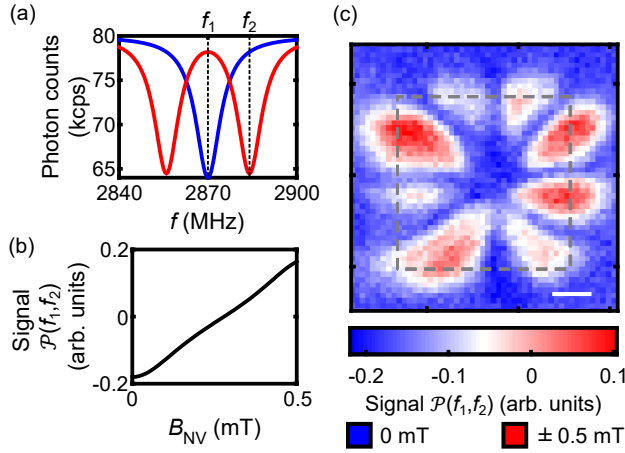 (a)
f₁ f₂
Photon counts
(kcps)
80
75
70
65
2840 2870 2900
f (MHz)
(b)
Signal
𝒫(f₁,f₂)
(arb. units)
0.2
0
-0.2
0 0.5
B_NV (mT)
(c)
-0.2 -0.1 0 0.1
Signal 𝒫(f₁,f₂) (arb. units)
0 mT
± 0.5 mT